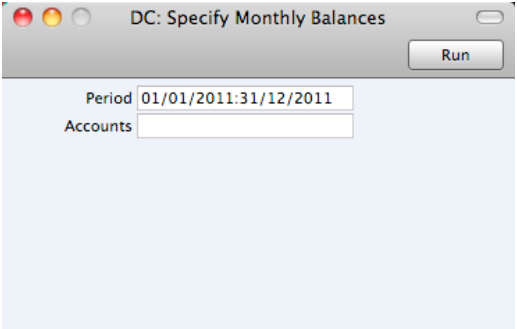 DC: Specify Monthly Balances
Run
Period 01/01/2011:31/12/2011
Accounts